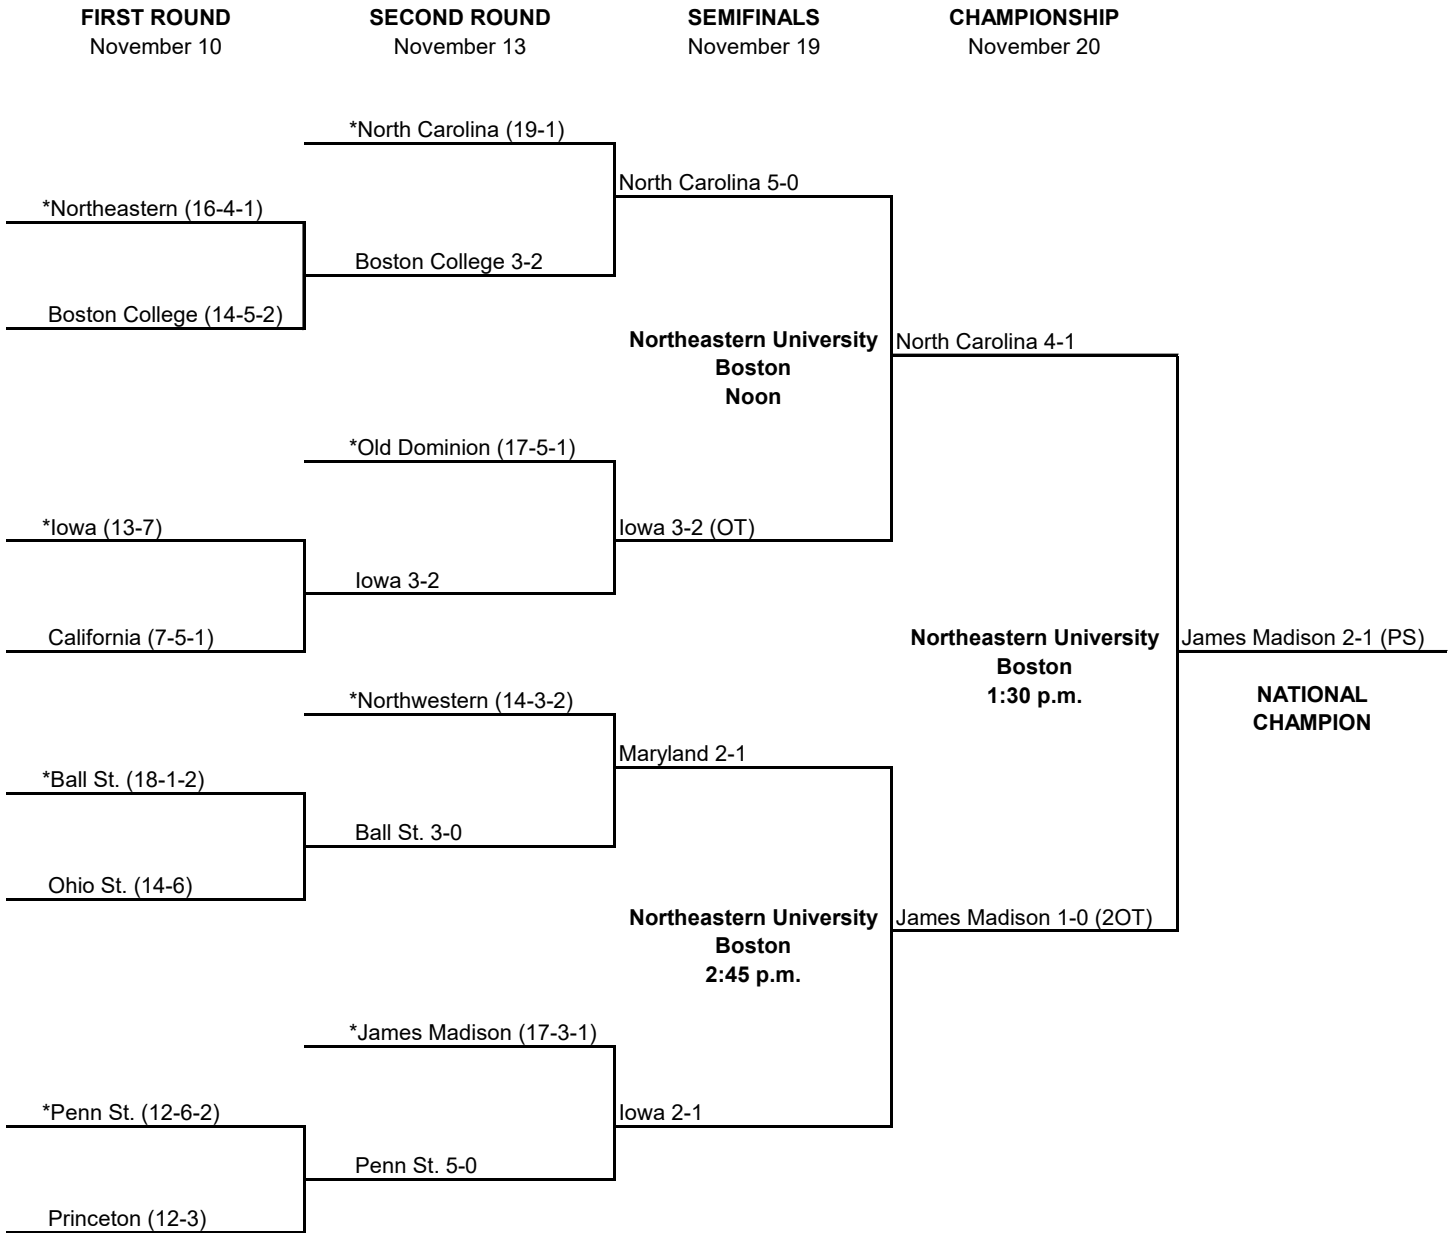 FIRST ROUND
November 10
SECOND ROUND
November 13
SEMIFINALS
November 19
CHAMPIONSHIP
November 20
*Northeastern (16-4-1)
Boston College (14-5-2)
*Iowa (13-7)
California (7-5-1)
*Ball St. (18-1-2)
Ohio St. (14-6)
*Penn St. (12-6-2)
Princeton (12-3)
*North Carolina (19-1)
Boston College 3-2
*Old Dominion (17-5-1)
Iowa 3-2
*Northwestern (14-3-2)
Ball St. 3-0
*James Madison (17-3-1)
Penn St. 5-0
North Carolina 5-0
Northeastern University
Boston
Noon
Iowa 3-2 (OT)
Maryland 2-1
Northeastern University
Boston
2:45 p.m.
Iowa 2-1
North Carolina 4-1
Northeastern University
Boston
1:30 p.m.
James Madison 1-0 (2OT)
James Madison 2-1 (PS)
NATIONAL
CHAMPION